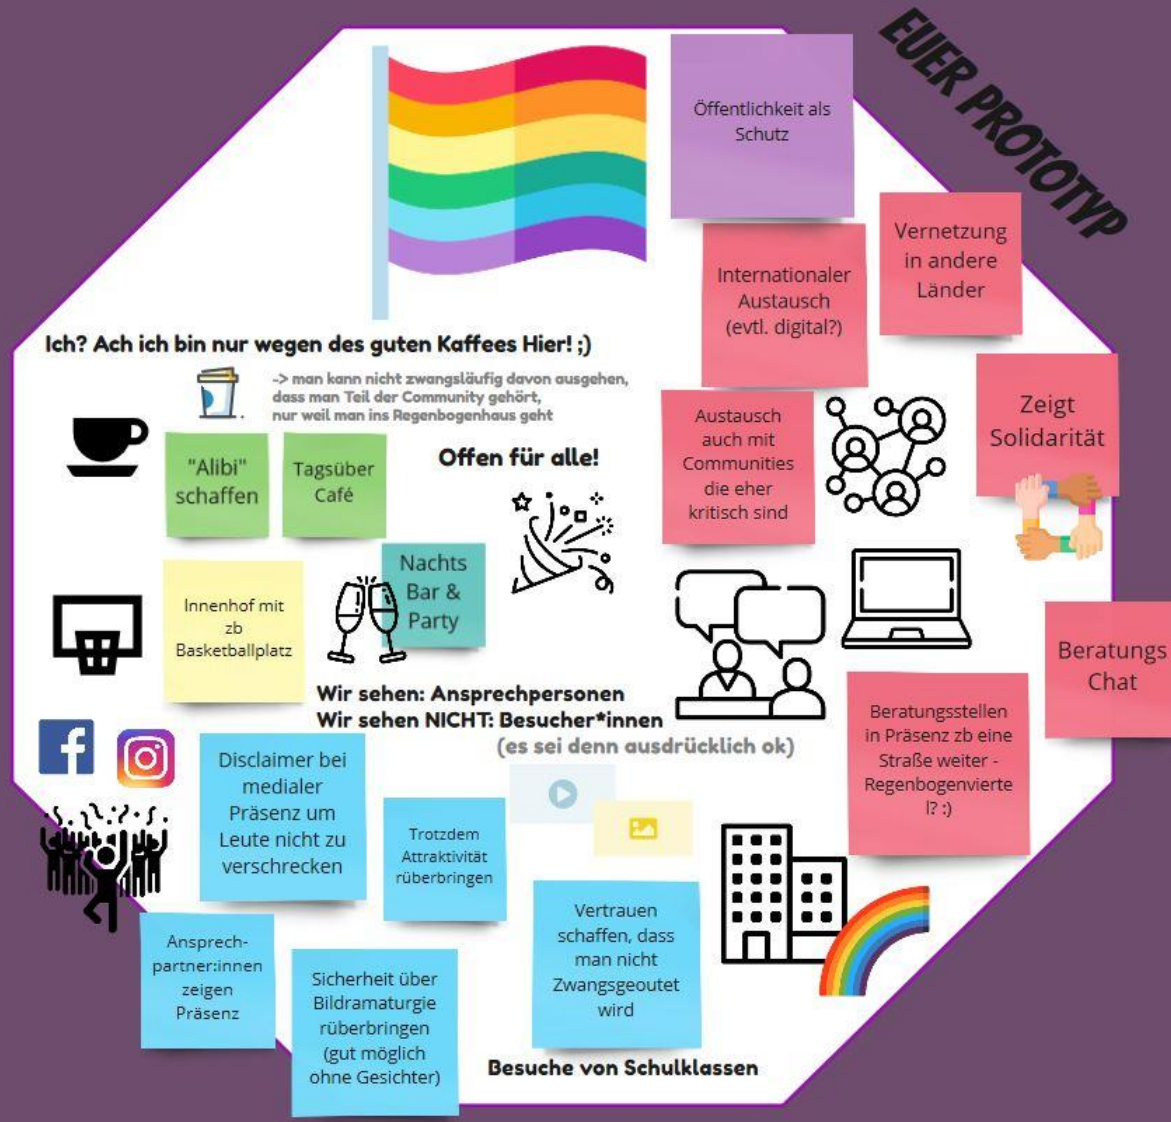 EUER PROTOTYP
Öffentlichkeit als
Schutz
Vernetzung
in andere
Länder
Internationaler
Austausch
(evtl. digital?)
Ich? Ach ich bin nur wegen des guten Kaffees Hier! ;)
-> man kann nicht zwangsläufig davon ausgehen,
dass man Teil der Community gehört,
nur weil man ins Regenbogenhaus geht
Zeigt
Solidarität
Austausch
auch mit
Communities
die eher
kritisch sind
"Alibi"
schaffen
Tagsüber
Café
Offen für alle!
Nachts
Bar &
Party
Innenhof mit
zb
Basketballplatz
Beratungs
Chat
Wir sehen: Ansprechpersonen
Wir sehen NICHT: Besucher*innen
(es sei denn ausdrücklich ok)
Beratungsstellen
in Präsenz zb eine
Straße weiter -
Regenbogenvierte
l? :)
Disclaimer bei
medialer
Präsenz um
Leute nicht zu
verschrecken
Trotzdem
Attraktivität
rüberbringen
Vertrauen
schaffen, dass
man nicht
Zwangsgeoutet
wird
Ansprech-
partner:innen
zeigen
Präsenz
Sicherheit über
Bildramaturgie
rüberbringen
(gut möglich
ohne Gesichter)
Besuche von Schulklassen